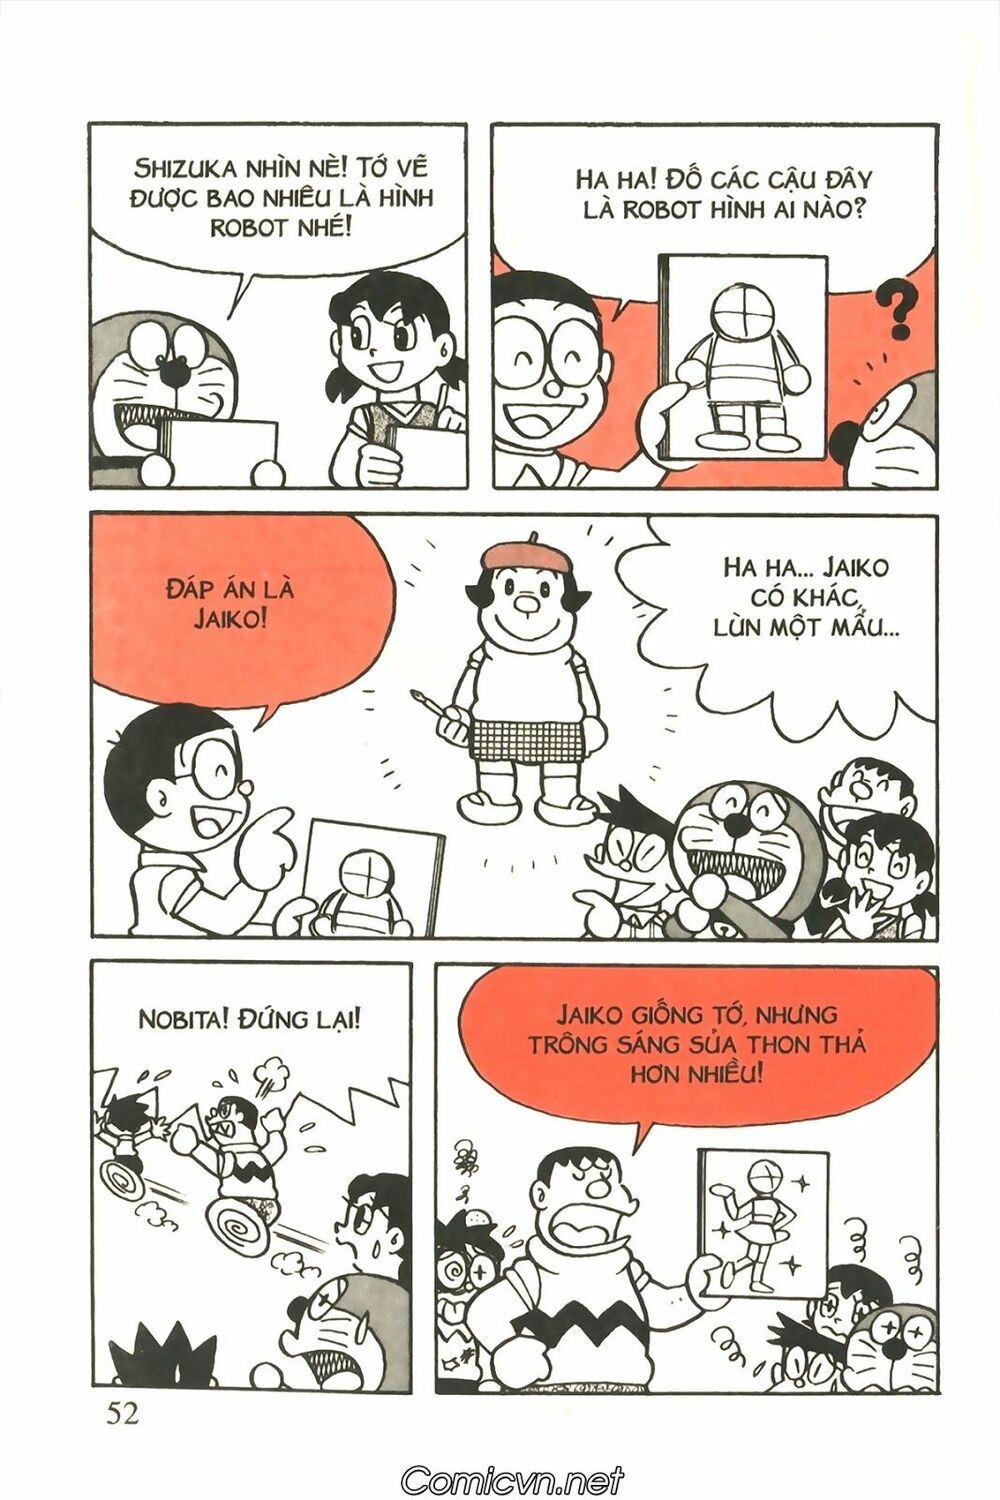 SHIZUKA NHÌN NÈ! TỚ VẼ
ĐƯỢC BAO NHIÊU LÀ HÌNH
ROBOT NHÉ!
HA HA! ĐỐ CÁC CẬU ĐÂY
LÀ ROBOT HÌNH AI NÀO?
?
ĐÁP ÁN LÀ
JAIKO!
HA HA... JAIKO
CÓ KHÁC,
LÙN MỘT MẨU...
NOBITA! ĐỨNG LẠI!
JAIKO GIỐNG TỚ, NHƯNG
TRÔNG SÁNG SỦA THON THẢ
HƠN NHIỀU!
52
Comicvn.net